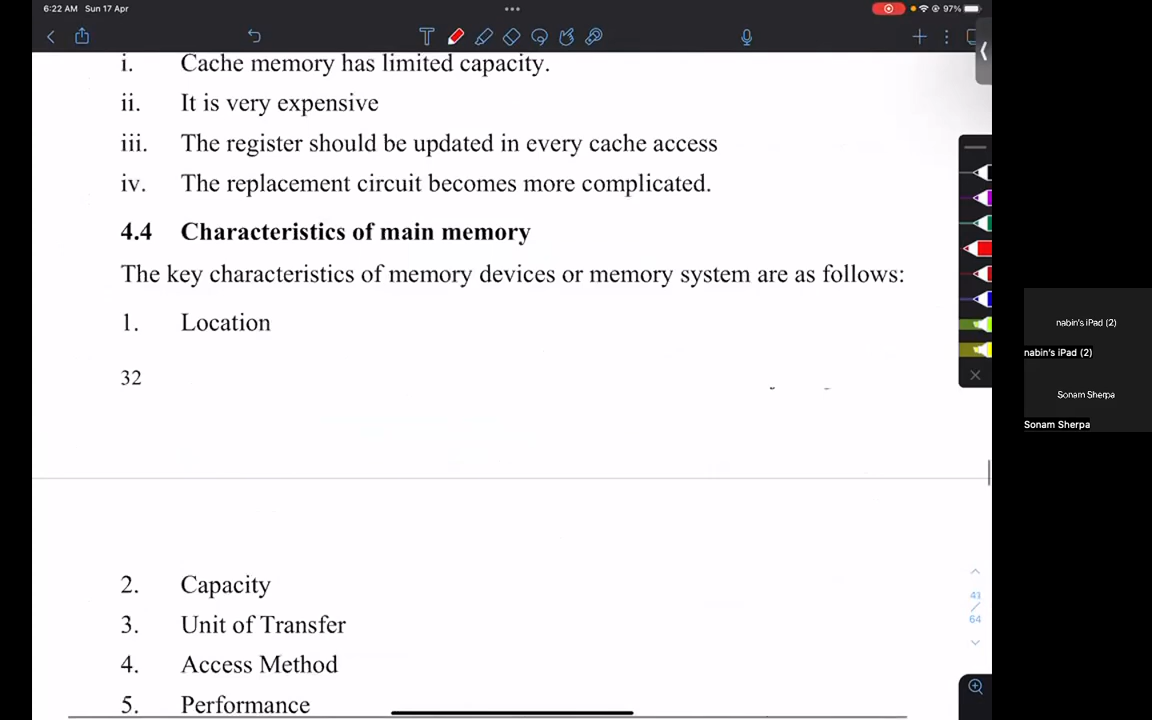 6:22 AM Sun 17 Apr
97%
i. Cache memory has limited capacity.
ii. It is very expensive
iii. The register should be updated in every cache access
iv. The replacement circuit becomes more complicated.
4.4 Characteristics of main memory
The key characteristics of memory devices or memory system are as follows:
1. Location
32
2. Capacity
3. Unit of Transfer
4. Access Method
5. Performance
41
/
64
nabin's iPad (2)
nabin's iPad (2)
Sonam Sherpa
Sonam Sherpa